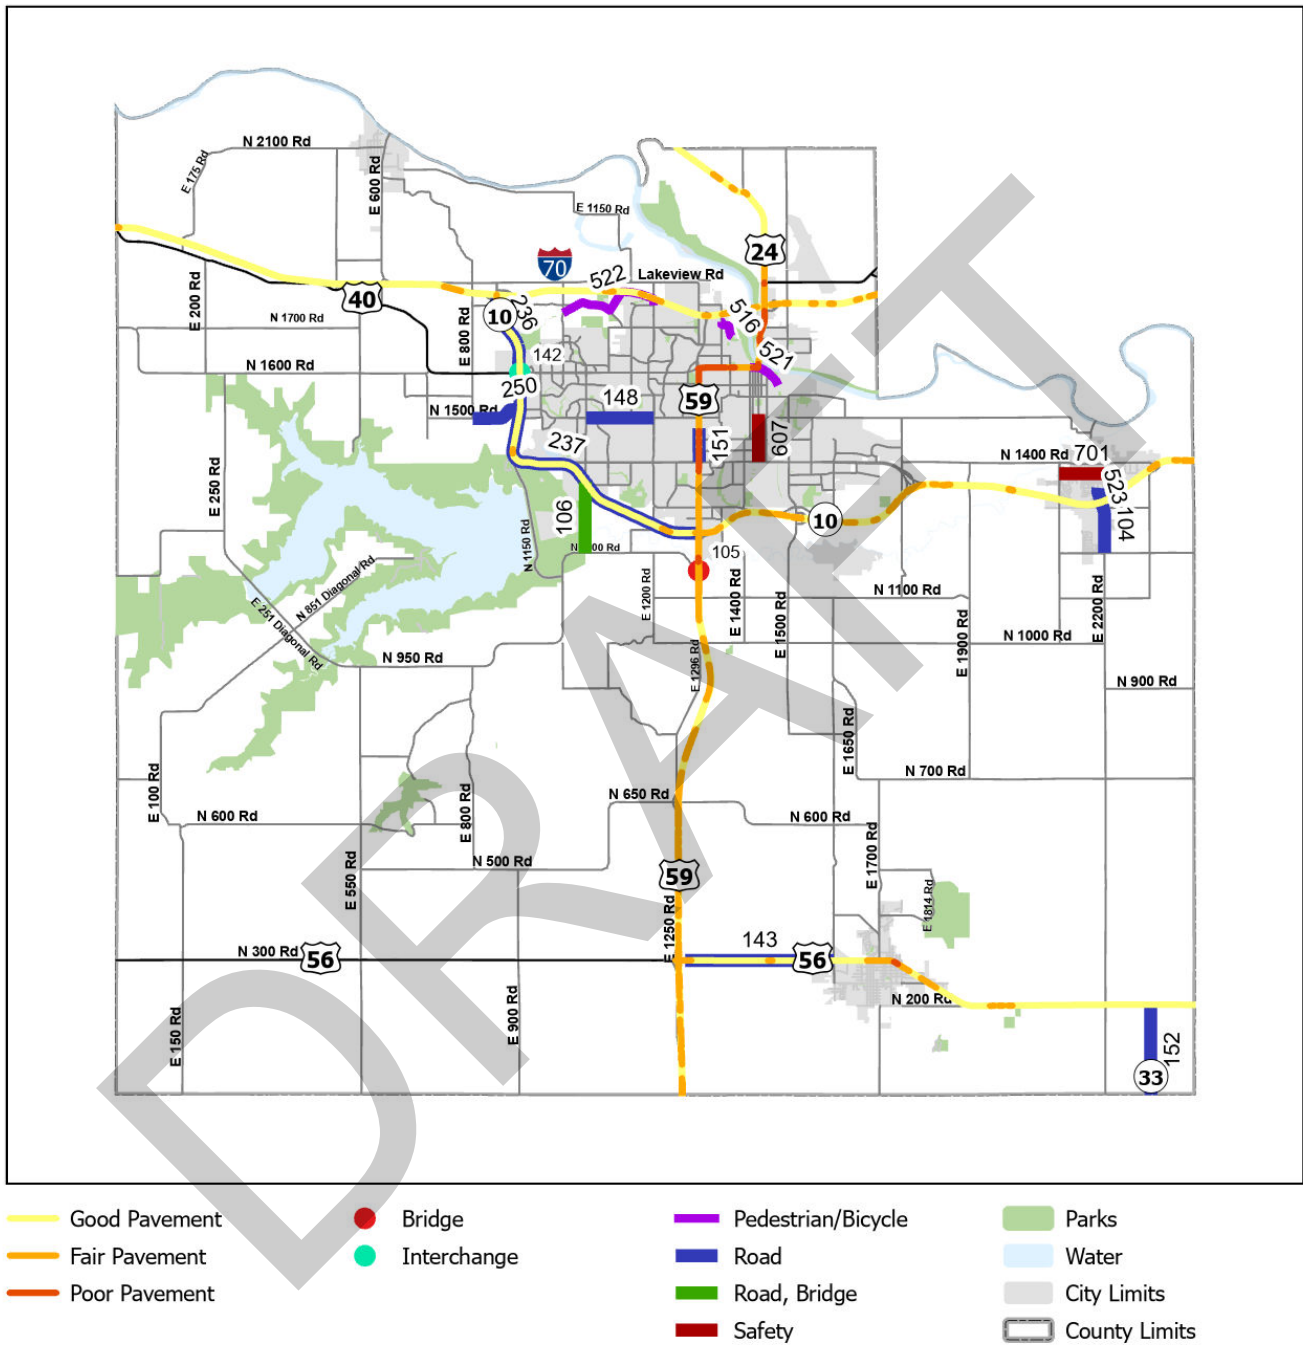 N 2100 Rd
E 175 Rd
E 600 Rd
E 1150 Rd
24
70
522
Lakeview Rd
40
E 200 Rd
10
236
516
N 1700 Rd
E 800 Rd
142
521
N 1600 Rd
250
148
59
N 1500 Rd
237
151
607
N 1400 Rd
701
E 250 Rd
523
104
106
10
N 1150 Rd
105
N 851 Diagonal Rd
E 251 Diagonal Rd
E 1200 Rd
E 1400 Rd
E 1500 Rd
N 1100 Rd
E 2200 Rd
N 1000 Rd
E 1900 Rd
N 950 Rd
E 1296 Rd
N 900 Rd
E 1650 Rd
N 700 Rd
E 100 Rd
N 650 Rd
N 600 Rd
E 800 Rd
N 600 Rd
N 500 Rd
E 550 Rd
E 1700 Rd
59
E 1814 Rd
E 1250 Rd
143
N 300 Rd
56
56
N 200 Rd
E 150 Rd
E 900 Rd
152
33
DRAFT
Good Pavement
Fair Pavement
Poor Pavement
Bridge
Interchange
Pedestrian/Bicycle
Road
Road, Bridge
Safety
Parks
Water
City Limits
County Limits